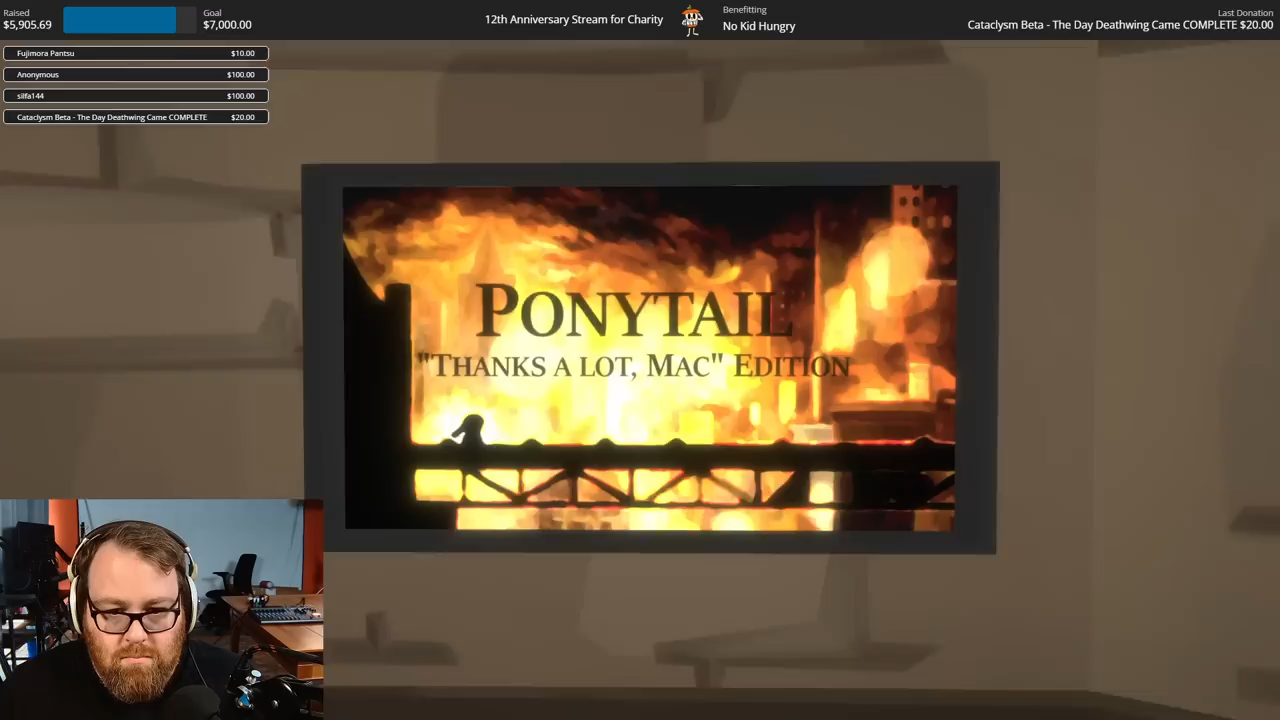 Raised
$5,905.69
Goal
$7,000.00
12th Anniversary Stream for Charity
Benefitting
No Kid Hungry
Last Donation
Cataclysm Beta - The Day Deathwing Came COMPLETE $20.00
Fujimora Pantsu $10.00
Anonymous $100.00
silfa144 $100.00
Cataclysm Beta - The Day Deathwing Came COMPLETE $20.00
PONYTAIL
"THANKS A LOT, MAC" EDITION